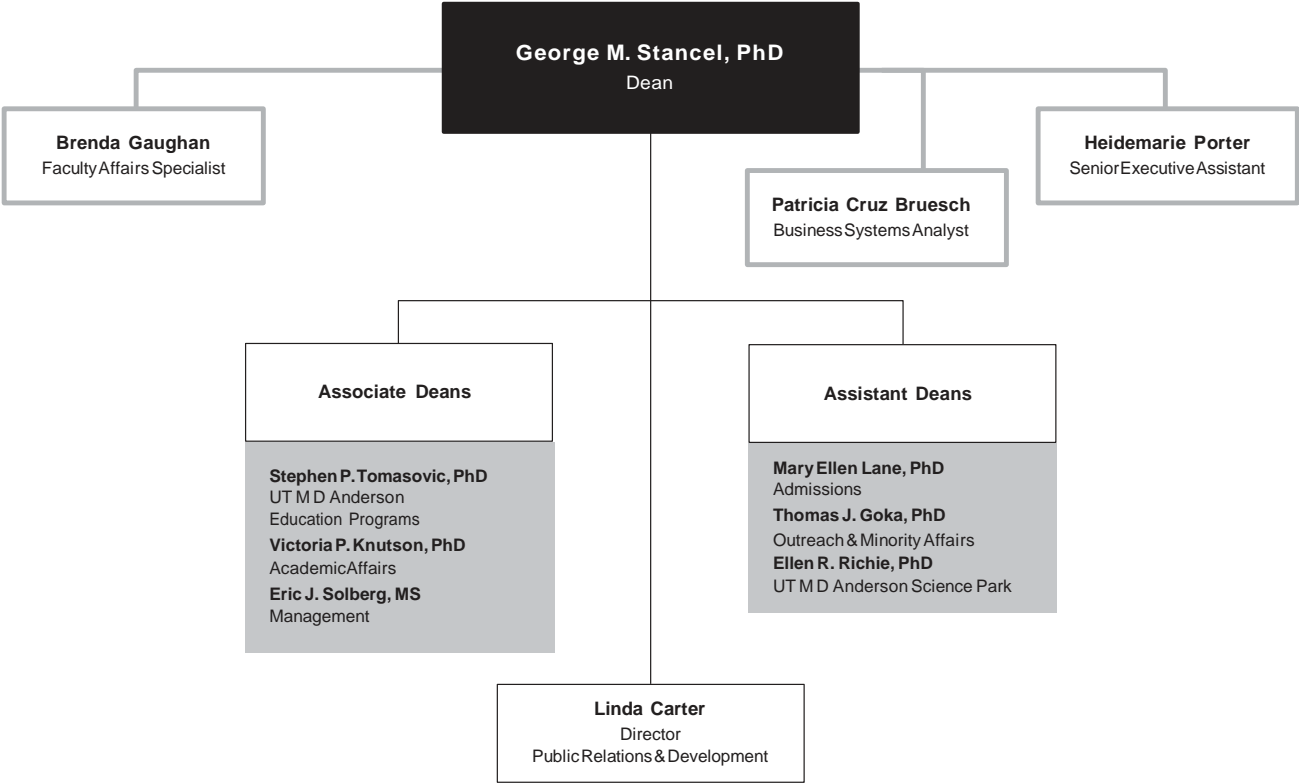 George M. Stancel, PhD
Dean
Brenda Gaughan
Faculty Affairs Specialist
Heidemarie Porter
Senior Executive Assistant
Patricia Cruz Bruesch
Business Systems Analyst
Associate Deans
Stephen P. Tomasovic, PhD
UT M D Anderson
Education Programs
Victoria P. Knutson, PhD
Academic Affairs
Eric J. Solberg, MS
Management
Assistant Deans
Mary Ellen Lane, PhD
Admissions
Thomas J. Goka, PhD
Outreach & Minority Affairs
Ellen R. Richie, PhD
UT M D Anderson Science Park
Linda Carter
Director
Public Relations & Development